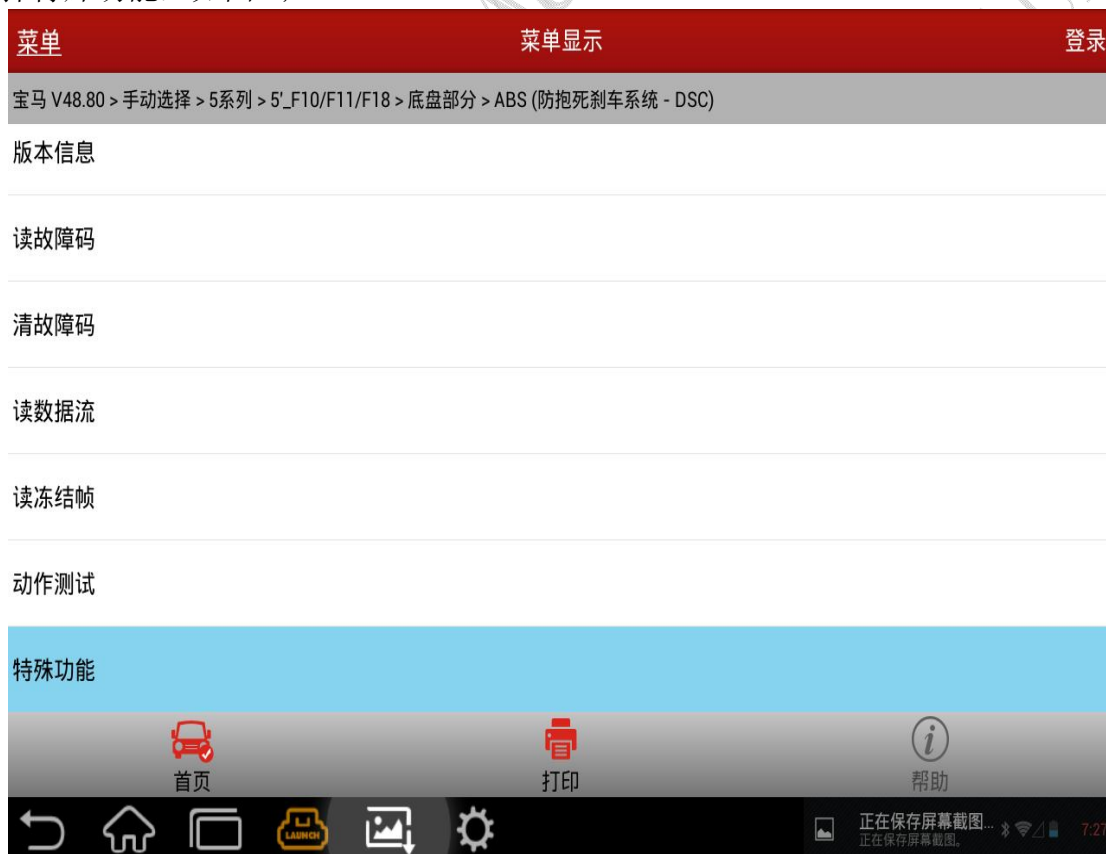 菜单 菜单显示 登录
宝马 V48.80 > 手动选择 > 5系列 > 5'_F10/F11/F18 > 底盘部分 > ABS (防抱死刹车系统 - DSC)
版本信息
读故障码
清故障码
读数据流
读冻结帧
动作测试
特殊功能
首页 打印 帮助
LAUNCH 正在保存屏幕截图... 7:27
正在保存屏幕截图。